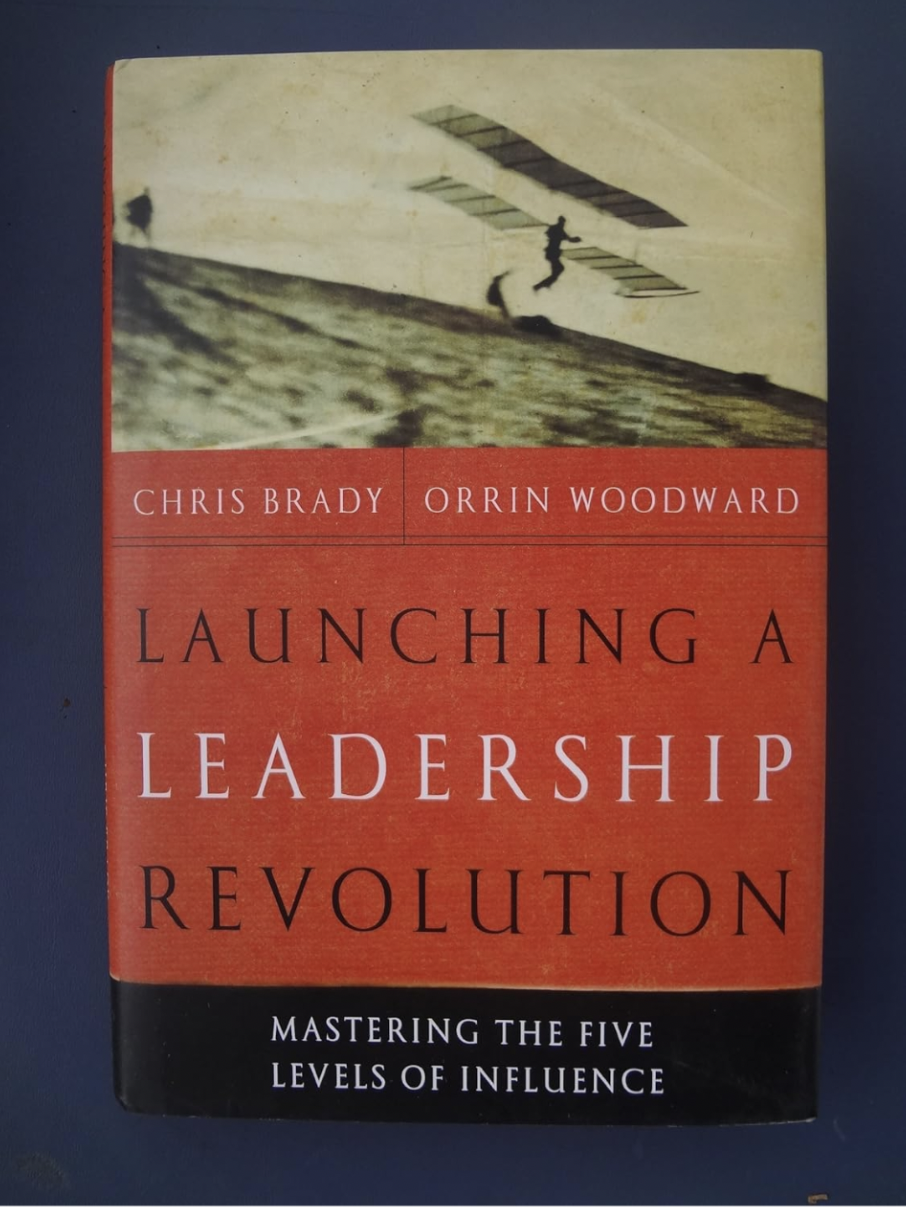 CHRIS BRADY ORRIN WOODWARD
LAUNCHING A
LEADERSHIP
REVOLUTION
MASTERING THE FIVE
LEVELS OF INFLUENCE